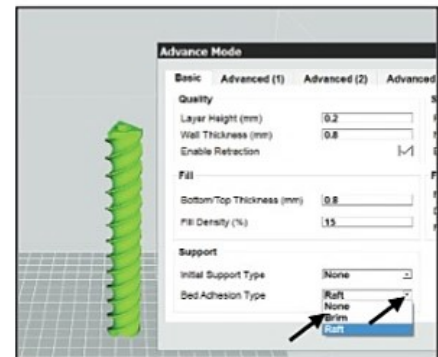 Advance Mode
Basic Advanced (1) Advanced (2) Advanced
Quality
Layer Height (mm) 0.2
Wall Thickness (mm) 0.8
Enable Retraction
Fill
Bottom/Top Thickness (mm) 0.8
Fill Density (%) 15
Support
Initial Support Type None
Bed Adhesion Type Raft
None
Brim
Raft